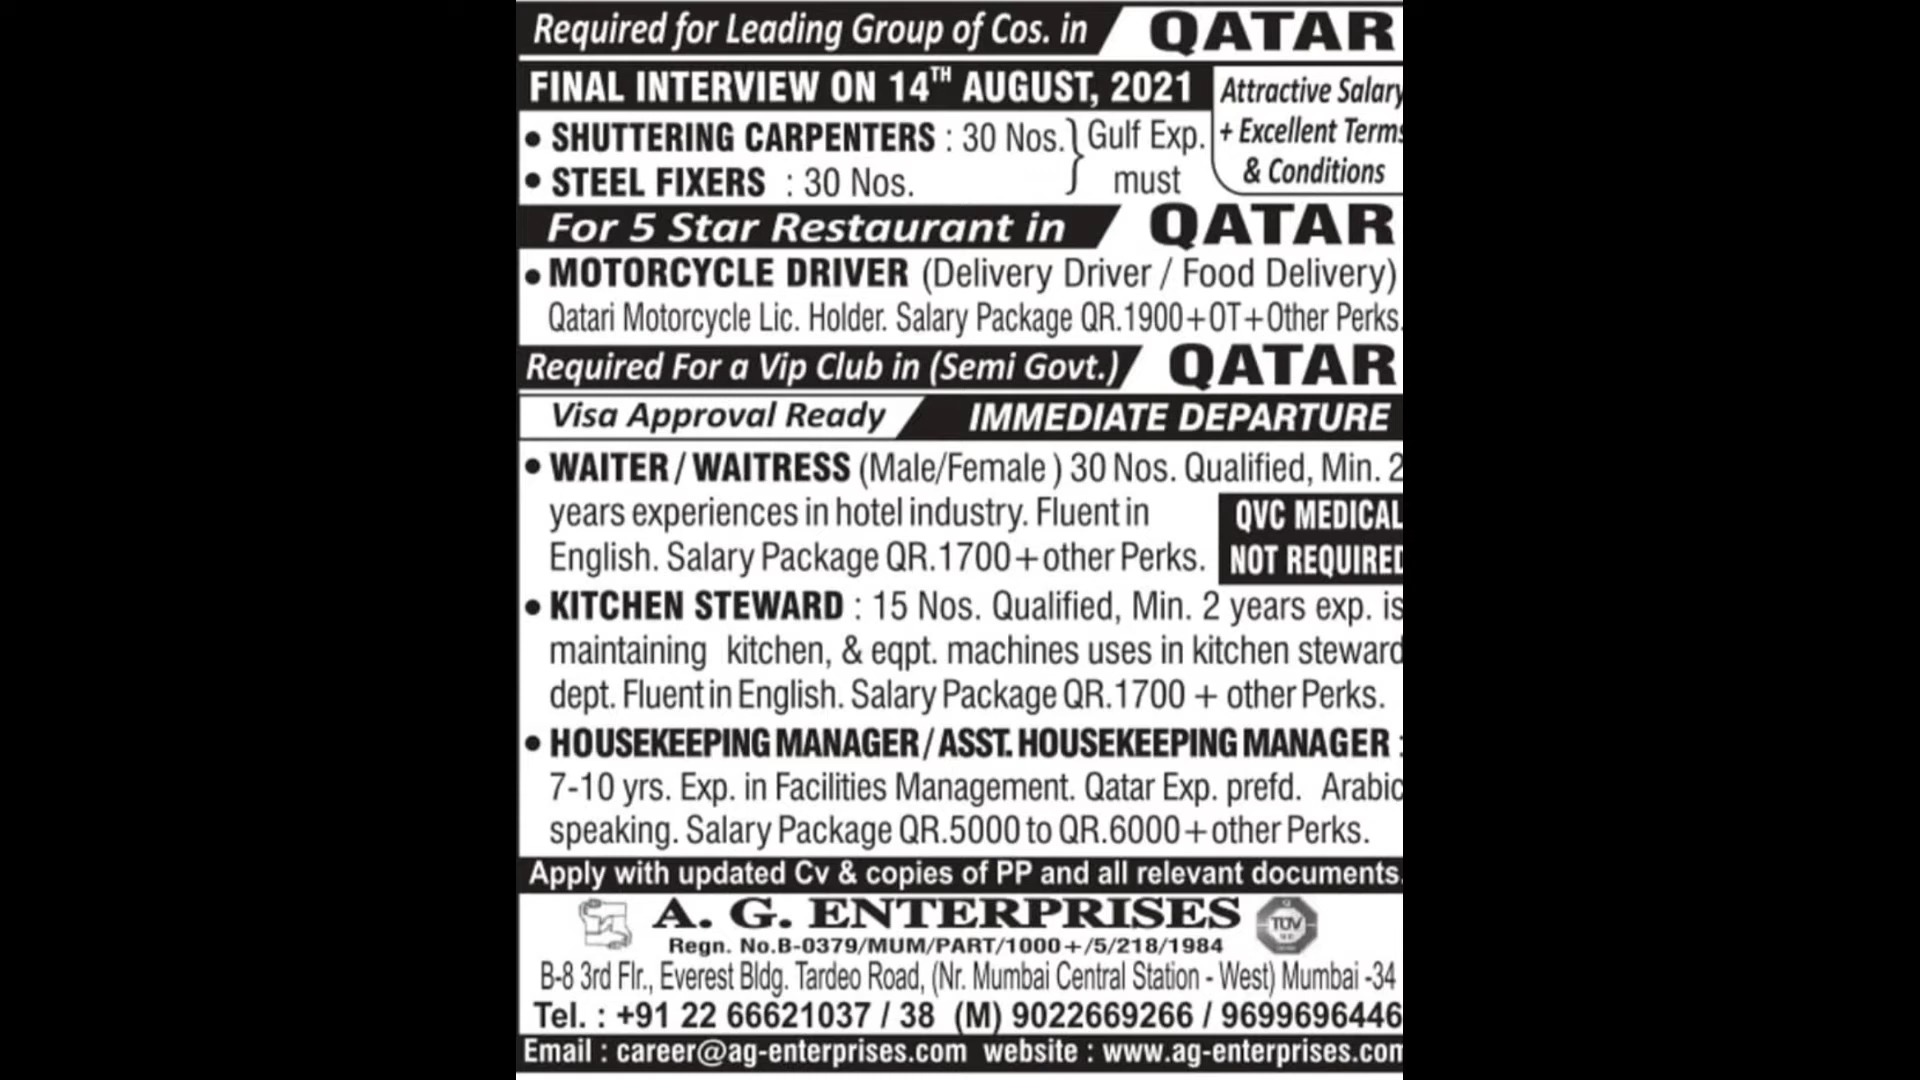 Required for Leading Group of Cos. in QATAR
FINAL INTERVIEW ON 14TH AUGUST, 2021
Attractive Salary
+ Excellent Terms
& Conditions
• SHUTTERING CARPENTERS : 30 Nos.
• STEEL FIXERS : 30 Nos.
} Gulf Exp.
must
For 5 Star Restaurant in QATAR
• MOTORCYCLE DRIVER (Delivery Driver / Food Delivery)
Qatari Motorcycle Lic. Holder. Salary Package QR.1900+OT+Other Perks.
Required For a Vip Club in (Semi Govt.) QATAR
Visa Approval Ready IMMEDIATE DEPARTURE
• WAITER / WAITRESS (Male/Female ) 30 Nos. Qualified, Min. 2
years experiences in hotel industry. Fluent in
English. Salary Package QR.1700+other Perks.
QVC MEDICAL
NOT REQUIRED
• KITCHEN STEWARD : 15 Nos. Qualified, Min. 2 years exp. is
maintaining kitchen, & eqpt. machines uses in kitchen steward
dept. Fluent in English. Salary Package QR.1700 + other Perks.
• HOUSEKEEPING MANAGER / ASST. HOUSEKEEPING MANAGER :
7-10 yrs. Exp. in Facilities Management. Qatar Exp. prefd. Arabic
speaking. Salary Package QR.5000 to QR.6000+other Perks.
Apply with updated Cv & copies of PP and all relevant documents.
A. G. ENTERPRISES
TUV
Regn. No.B-0379/MUM/PART/1000+/5/218/1984
B-8 3rd Flr., Everest Bldg. Tardeo Road, (Nr. Mumbai Central Station - West) Mumbai -34
Tel. : +91 22 66621037 / 38 (M) 9022669266 / 9699696446
Email : career@ag-enterprises.com website : www.ag-enterprises.com